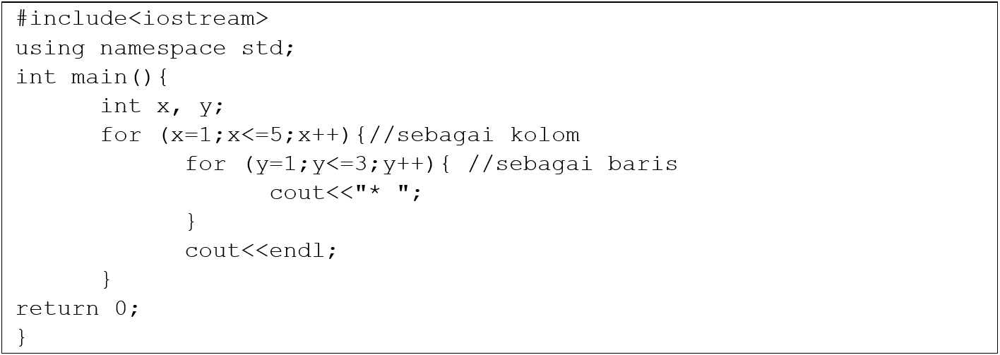 #include<iostream>
using namespace std;
int main(){
int x, y;
for (x=1;x<=5;x++){//sebagai kolom
for (y=1;y<=3;y++){ //sebagai baris
cout<<"* ";
}
cout<<endl;
}
return 0;
}